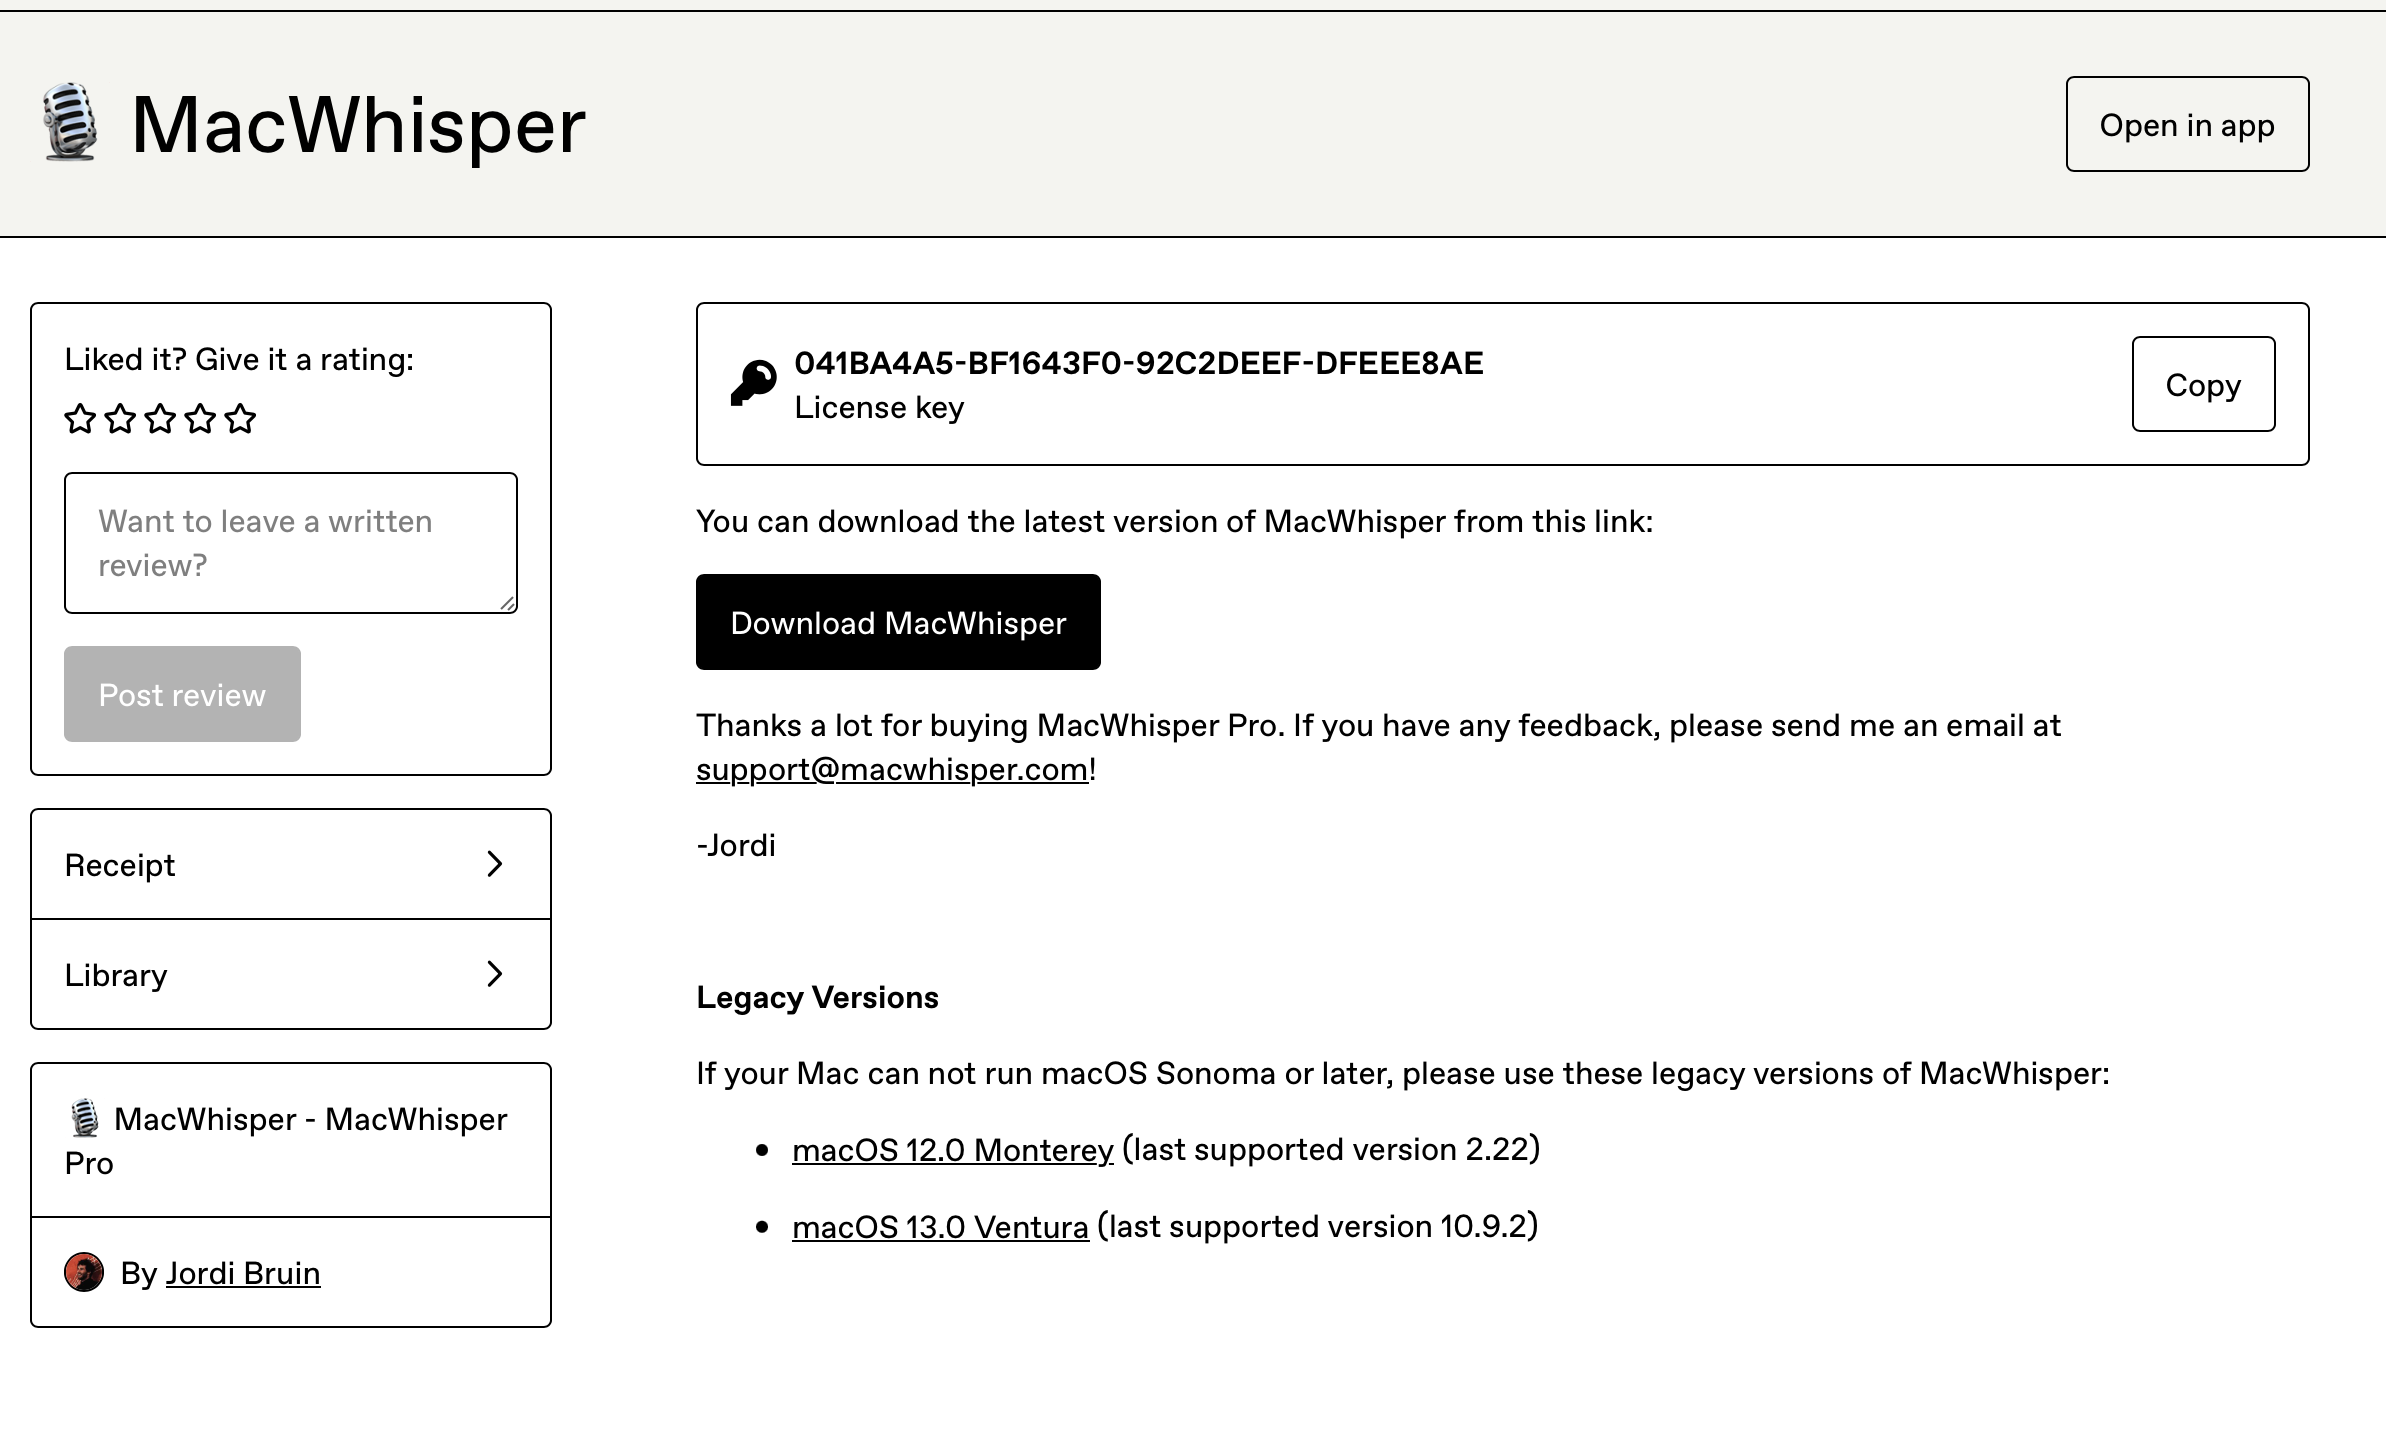 MacWhisper
Open in app
Liked it? Give it a rating:
Want to leave a written
review?
Post review
Receipt
Library
MacWhisper - MacWhisper
Pro
By Jordi Bruin
041BA4A5-BF1643F0-92C2DEEF-DFEEE8AE
License key
Copy
You can download the latest version of MacWhisper from this link:
Download MacWhisper
Thanks a lot for buying MacWhisper Pro. If you have any feedback, please send me an email at
support@macwhisper.com!
-Jordi
Legacy Versions
If your Mac can not run macOS Sonoma or later, please use these legacy versions of MacWhisper:
• macOS 12.0 Monterey (last supported version 2.22)
• macOS 13.0 Ventura (last supported version 10.9.2)